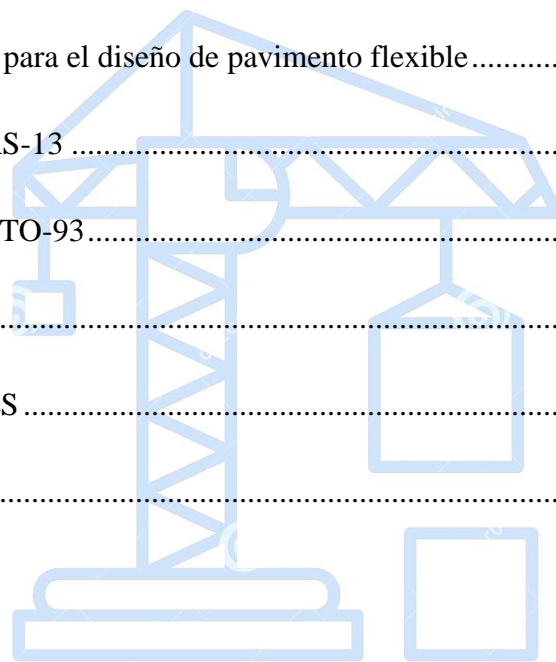 para el diseño de pavimento flexible...........
S-13 ......................................................
TO-93...................................................
................................................................
S ............................................................
................................................................